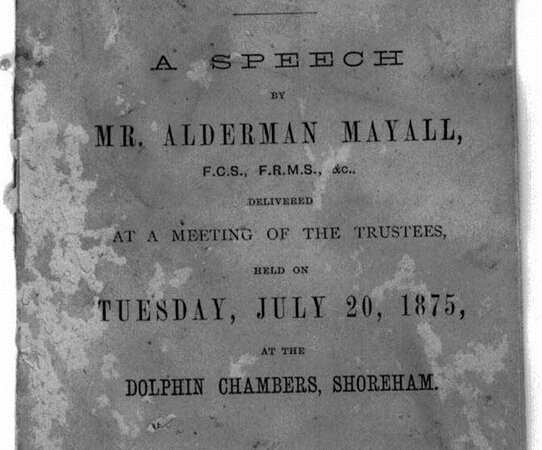 A SPEECH
BY
MR. ALDERMAN MAYALL,
F.C.S., F.R.M.S., &c..
DELIVERED
AT A MEETING OF THE TRUSTEES,
HELD ON
TUESDAY, JULY 20, 1875,
AT THE
DOLPHIN CHAMBERS, SHOREHAM.